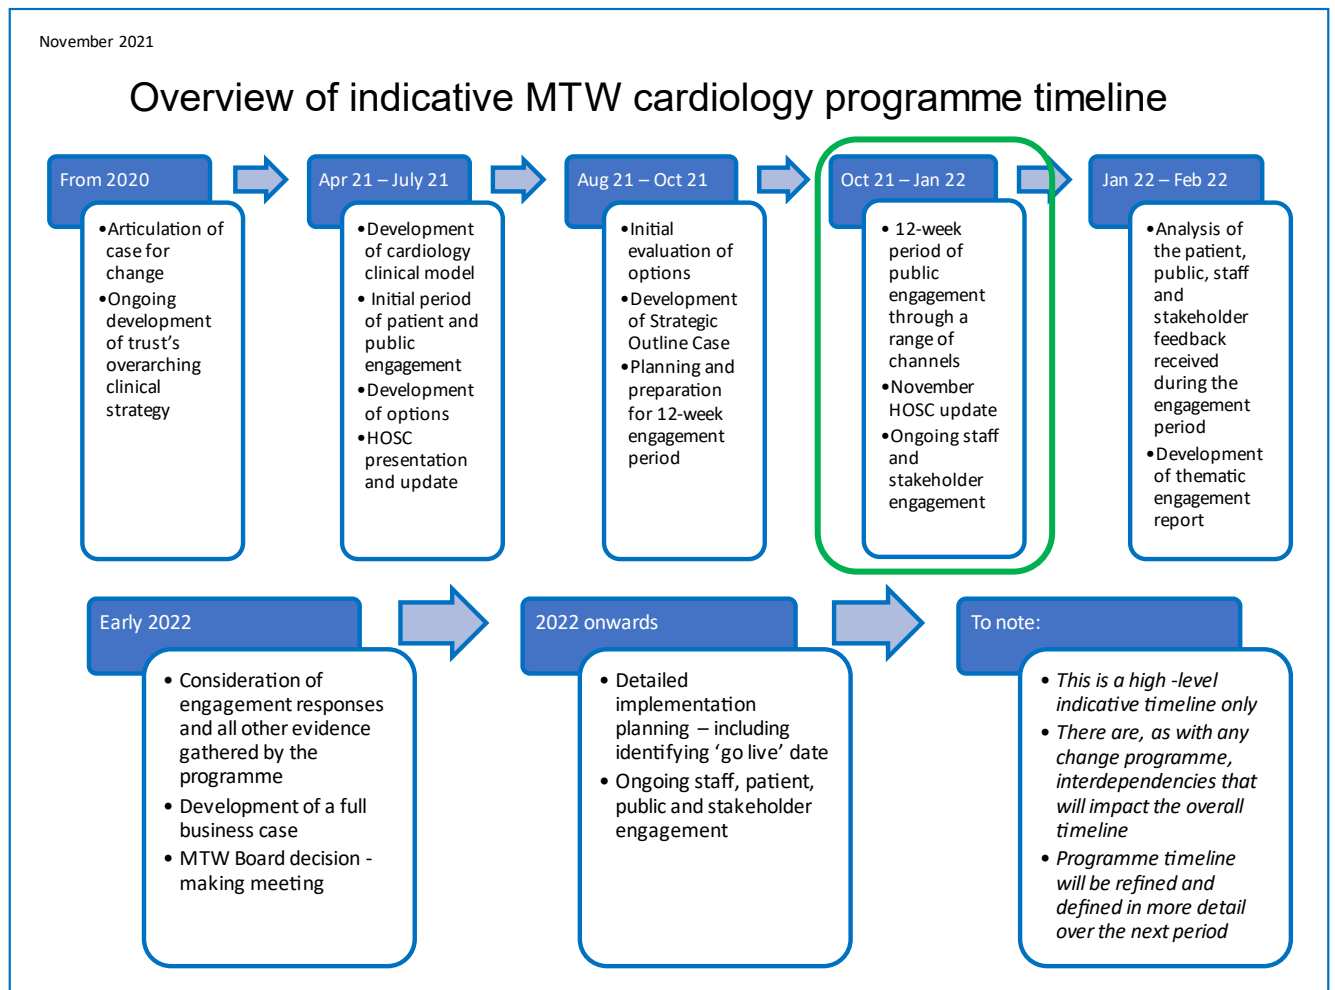 November 2021
Overview of indicative MTW cardiology programme timeline
From 2020
•Articulation of
case for
change
•Ongoing
development
of trust’s
overarching
clinical
strategy
Apr 21 – July 21
•Development
of cardiology
clinical model
• Initial period
of patient and
public
engagement
•Development
of options
•HOSC
presentation
and update
Aug 21 – Oct 21
•Initial
evaluation of
options
•Development
of Strategic
Outline Case
•Planning and
preparation
for 12-week
engagement
period
Oct 21 – Jan 22
• 12-week
period of
public
engagement
through a
range of
channels
•November
HOSC update
•Ongoing staff
and
stakeholder
engagement
Jan 22 – Feb 22
•Analysis of
the patient,
public, staff
and
stakeholder
feedback
received
during the
engagement
period
•Development
of thematic
engagement
report
Early 2022
• Consideration of
engagement responses
and all other evidence
gathered by the
programme
• Development of a full
business case
• MTW Board decision -
making meeting
2022 onwards
• Detailed
implementation
planning – including
identifying ‘go live’ date
• Ongoing staff, patient,
public and stakeholder
engagement
To note:
• This is a high -level
indicative timeline only
• There are, as with any
change programme,
interdependencies that
will impact the overall
timeline
• Programme timeline
will be refined and
defined in more detail
over the next period